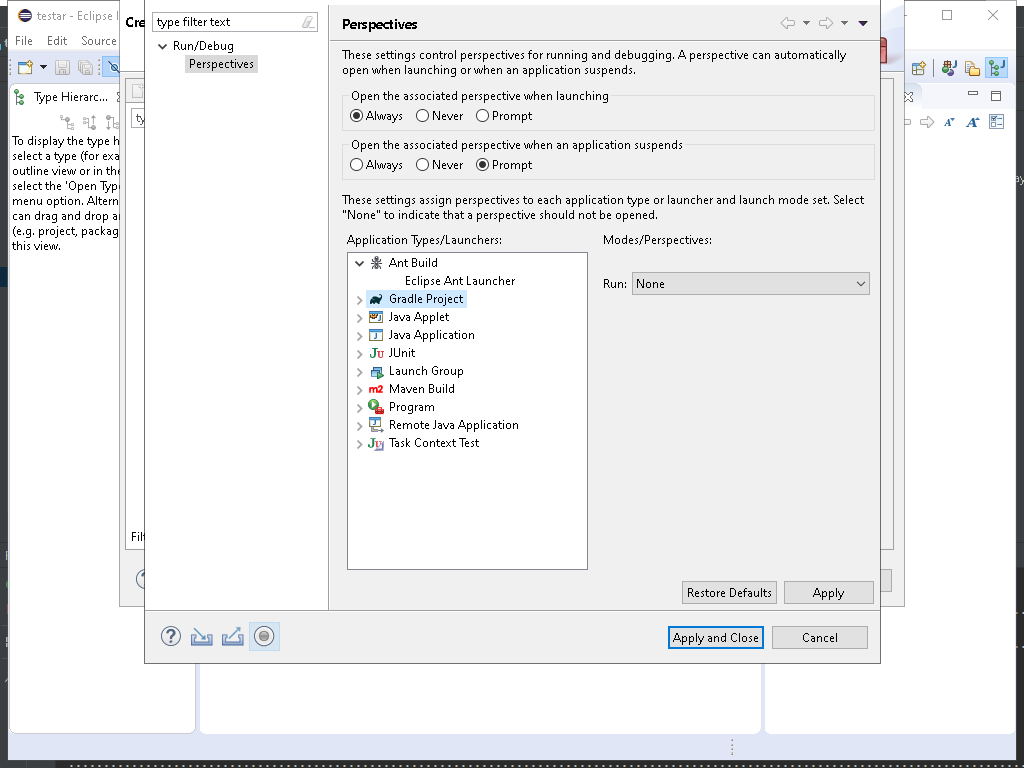 testar - Eclipse I
File
Edit
Source
Type Hierarc...
To display the type h
select a type (for exa
outline view or in the
select the 'Open Type
menu option. Altern
can drag and drop a
(e.g. project, packag
this view.
Cre
ty
Filt
type filter text
Run/Debug
Perspectives
Perspectives
These settings control perspectives for running and debugging. A perspective can automatically
open when launching or when an application suspends.
Open the associated perspective when launching
Always
Never
Prompt
Open the associated perspective when an application suspends
Always
Never
Prompt
These settings assign perspectives to each application type or launcher and launch mode set. Select
"None" to indicate that a perspective should not be opened.
Application Types/Launchers:
Modes/Perspectives:
Ant Build
Eclipse Ant Launcher
Gradle Project
Java Applet
Java Application
JUnit
Launch Group
Maven Build
Program
Remote Java Application
Task Context Test
Run:
None
Restore Defaults
Apply
Apply and Close
Cancel